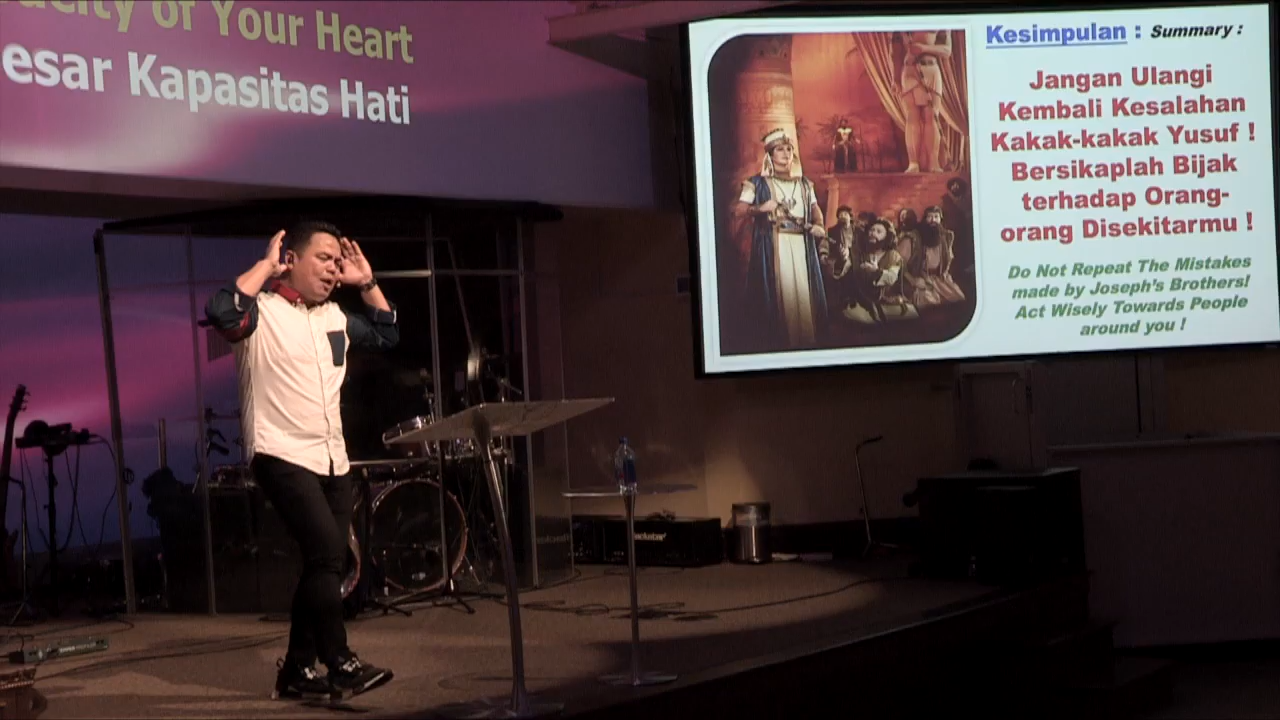 of Your Heart
esar Kapasitas Hati
Kesimpulan : Summary :
Jangan Ulangi
Kembali Kesalahan
Kakak-kakak Yusuf !
Bersikaplah Bijak
terhadap Orang-
orang Disekitarmu !
Do Not Repeat The Mistakes
made by Joseph's Brothers!
Act Wisely Towards People
around you !